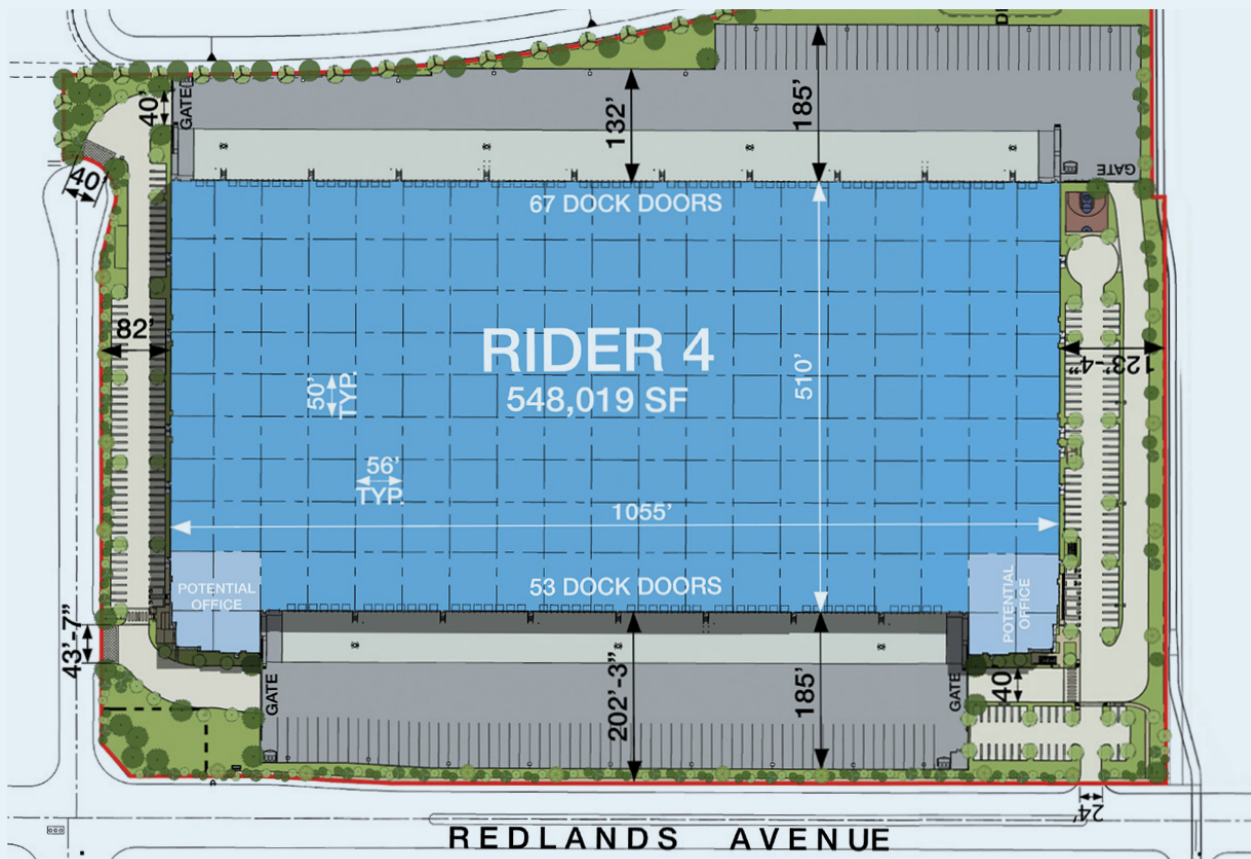 D
40'
GATE
132'
185'
GATE
40'
67 DOCK DOORS
82'
RIDER 4
548,019 SF
50'
TYP.
510'
123'-4"
56'
TYP.
1055'
POTENTIAL
OFFICE
53 DOCK DOORS
POTENTIAL
OFFICE
43'-7"
GATE
202'-3"
185'
GATE
40'
24'
REDLANDS AVENUE